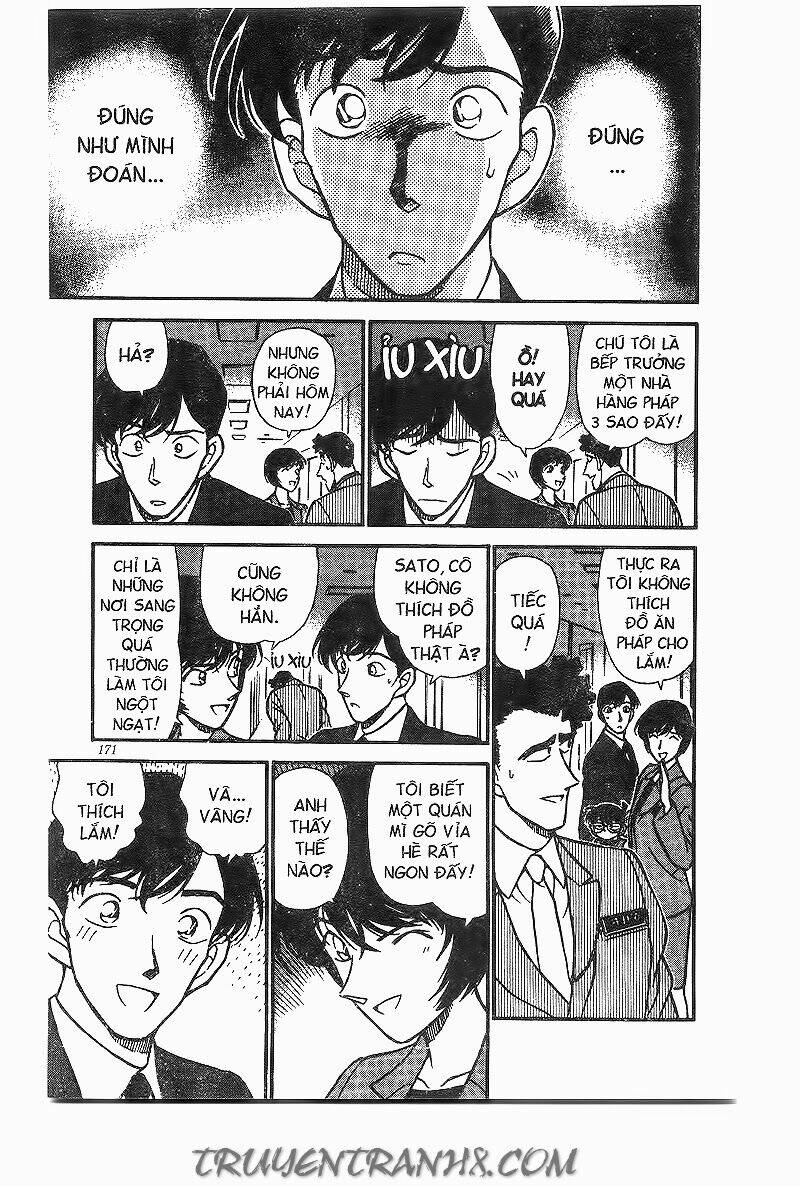 ĐÚNG
...
ĐÚNG
NHƯ MÌNH
ĐOÁN...
CHÚ TÔI LÀ
BẾP TRƯỞNG
MỘT NHÀ
HÀNG PHÁP
3 SAO ĐẤY!
Ồ!
HAY
QUÁ
ỈU XÌU
NHƯNG
KHÔNG
PHẢI HÔM
NAY!
HẢ?
THỰC RA
TÔI KHÔNG
THÍCH
ĐỒ ĂN
PHÁP CHO
LẮM!
TIẾC
QUÁ
!
SATO, CÔ
KHÔNG
THÍCH ĐỒ
PHÁP
THẬT À?
ỈU XÌU
CŨNG
KHÔNG
HẲN.
CHỈ LÀ
NHỮNG
NƠI SANG
TRỌNG
QUÁ
THƯỜNG
LÀM TÔI
NGỘT
NGẠT!
171
TÔI BIẾT
MỘT QUÁN
MÌ GÕ VỈA
HÈ RẤT
NGON ĐẤY!
ANH
THẤY
THẾ
NÀO?
VÂ...
VÂNG!
TÔI
THÍCH
LẮM!
TRUYENTRANH8.COM